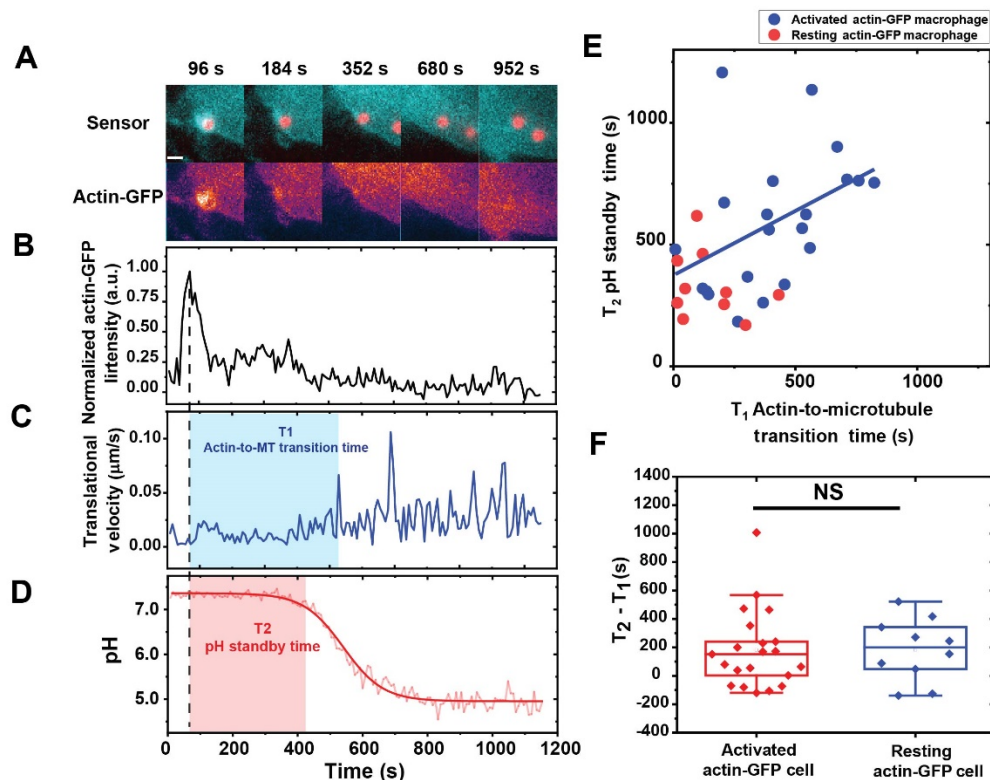 Activated actin-GFP macrophage
Resting actin-GFP macrophage
A
96 s 184 s 352 s 680 s 952 s
Sensor
Actin-GFP
B
Normalized actin-GFP
lintensity (a.u.)
1.00
0.75
0.50
0.25
0.00
C
Translational
velocity (μm/s)
0.10
0.05
0.00
T1
Actin-to-MT transition time
D
pH
7.0
6.0
5.0
T2
pH standby time
0 200 400 600 800 1000 1200
Time (s)
E
T2 pH standby time (s)
1000
500
0
0 500 1000
T1 Actin-to-microtubule
transition time (s)
F
T2 - T1 (s)
1400
1200
1000
800
600
400
200
0
-200
-400
NS
Activated
actin-GFP cell
Resting
actin-GFP cell